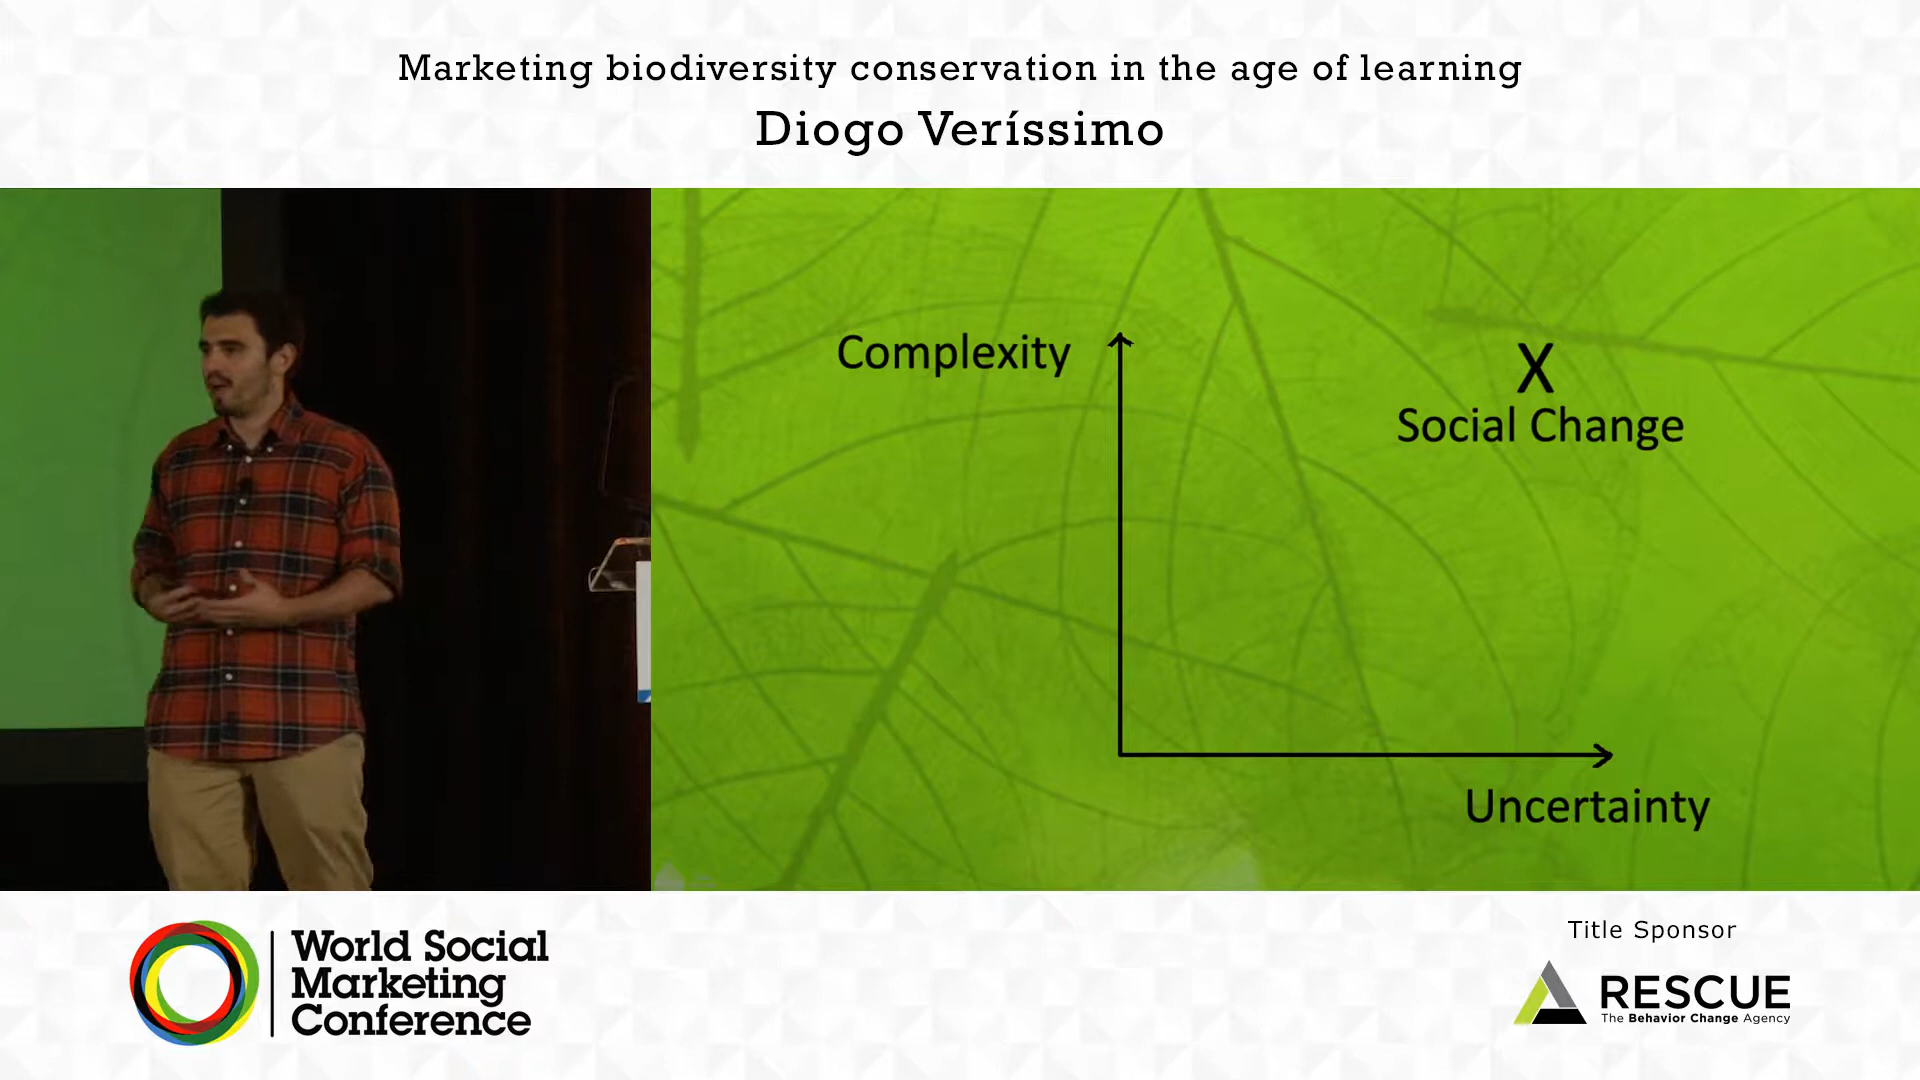 Marketing biodiversity conservation in the age of learning
Diogo Veríssimo
Complexity
X
Social Change
Uncertainty
World Social
Marketing
Conference
Title Sponsor
RESCUE
The Behavior Change Agency